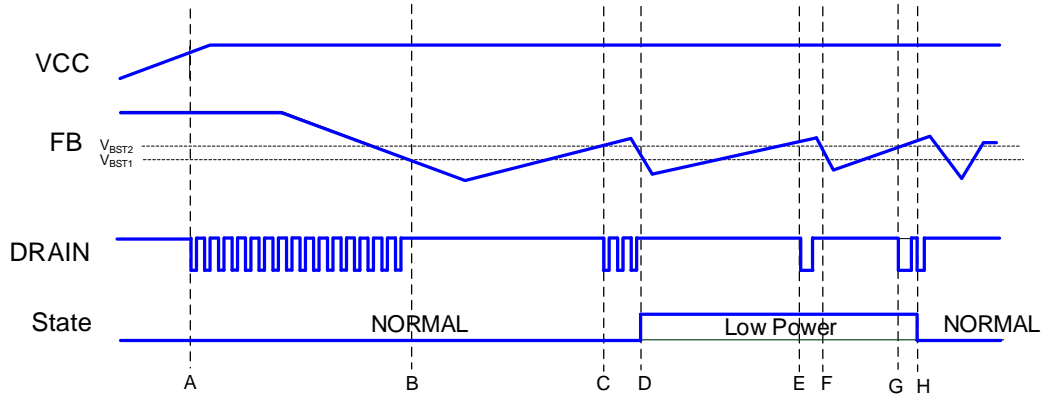 VCC
FB
VBST2
VBST1
DRAIN
State
NORMAL
Low Power
NORMAL
A
B
C
D
E
F
G
H